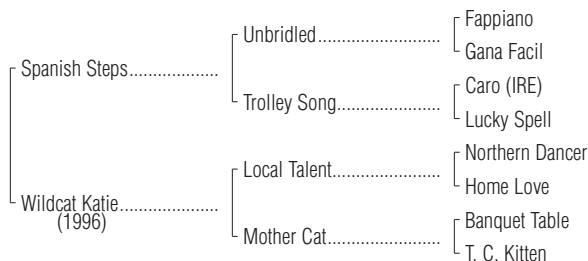 Fappiano
Unbridled
Gana Facil
Spanish Steps
Caro (IRE)
Trolley Song
Lucky Spell
Northern Dancer
Local Talent
Home Love
Wildcat Katie
(1996)
Banquet Table
Mother Cat
T. C. Kitten